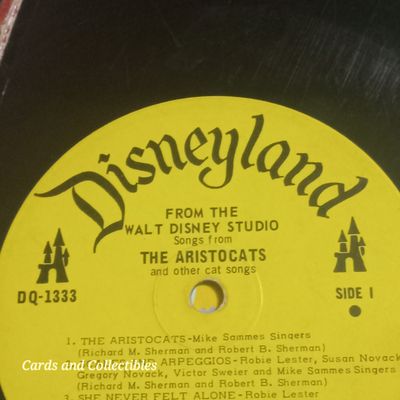 Disneyland
FROM THE
WALT DISNEY STUDIO
Songs from
THE ARISTOCATS
and other cat songs
DQ-1333
SIDE 1
1. THE ARISTOCATS-Mike Sammes Singers
(Richard M. Sherman and Robert B. Sherman)
ARPEGGIOS-Robie Lester, Susan Novack
Gregory Novack, Victor Sweier and Mike Sammes Singers
(Richard M. Sherman and Robert B. Sherman)
3. SHE NEVER FELT ALONE-Robie Lester
Cards and Collectibles